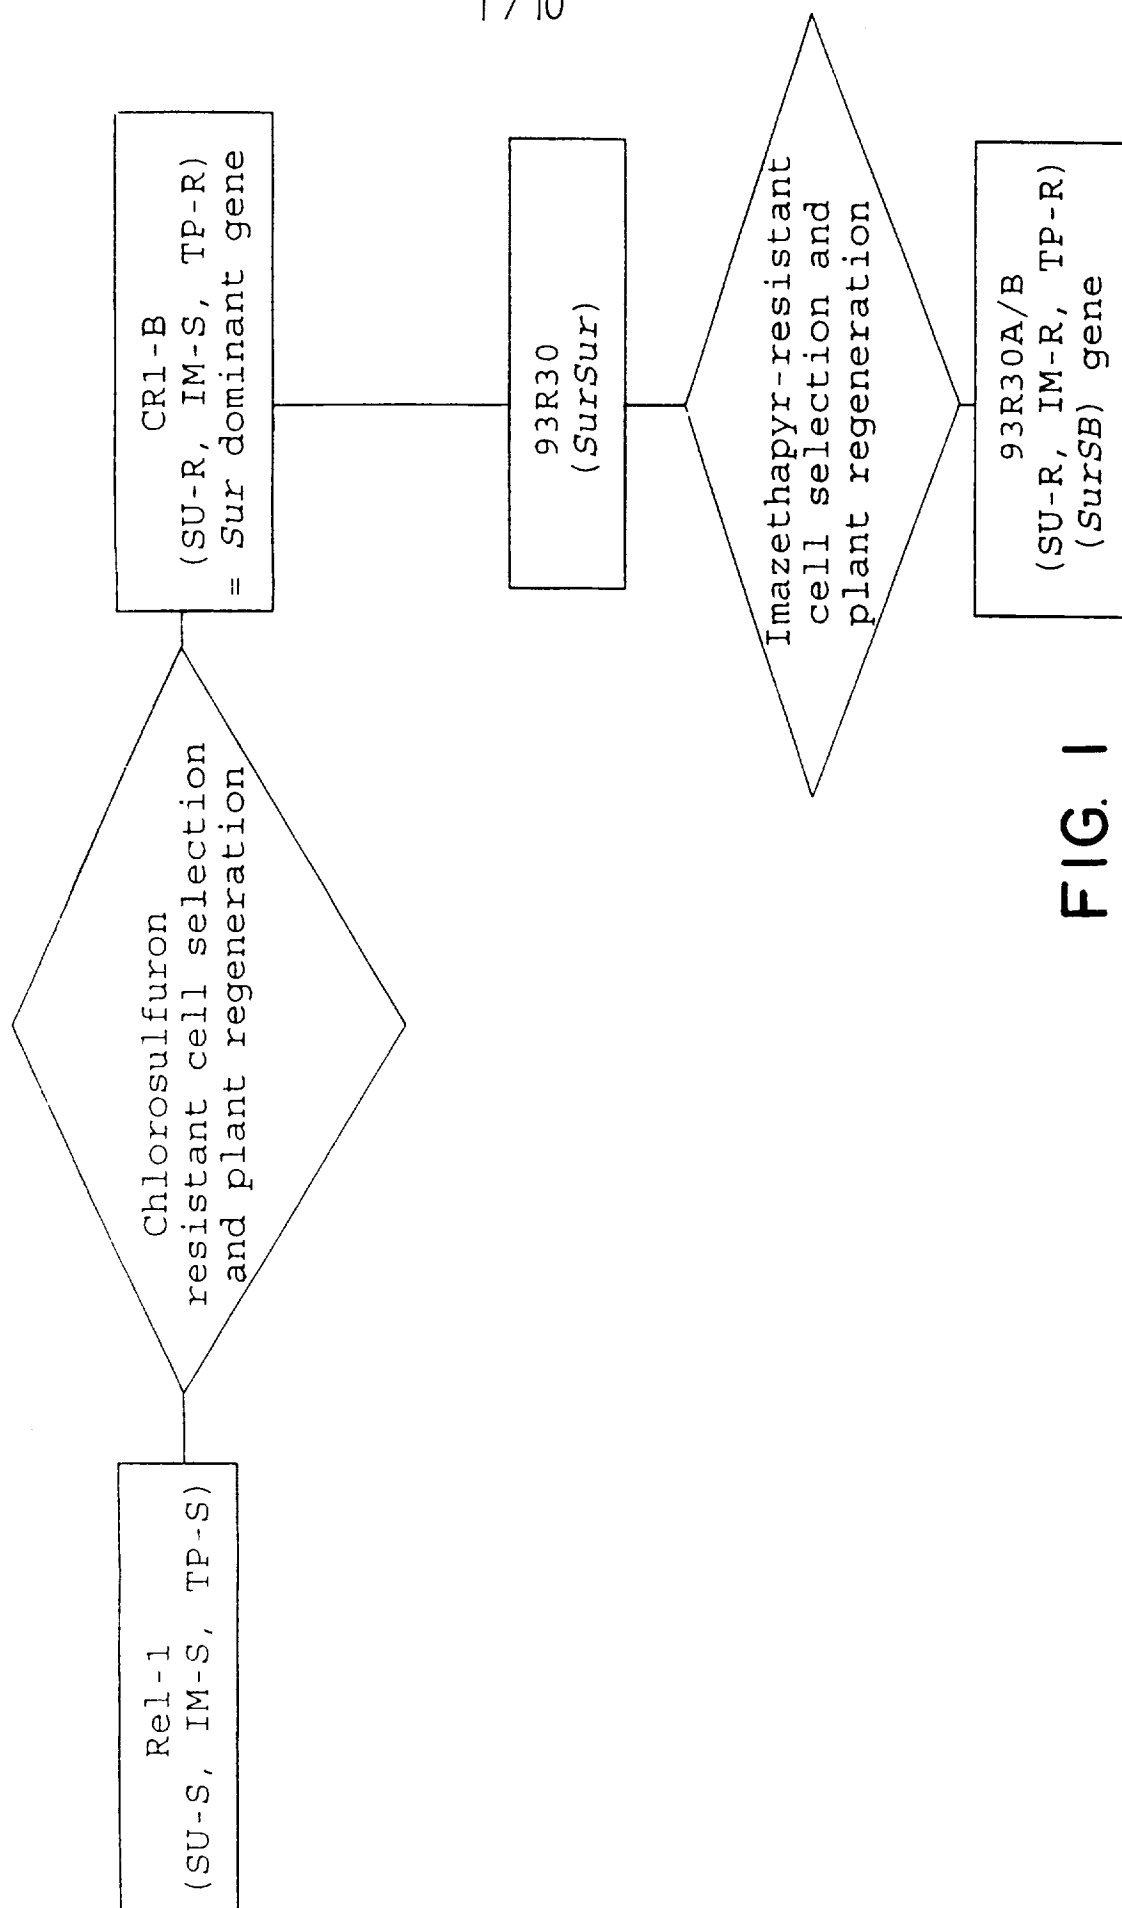 1/10
Rel-1
(SU-S, IM-S, TP-S)
Chlorosulfuron
resistant cell selection
and plant regeneration
CR1-B
(SU-R, IM-S, TP-R)
= Sur dominant gene
93R30
(SurSur)
Imazethapyr-resistant
cell selection and
plant regeneration
93R30A/B
(SU-R, IM-R, TP-R)
(SurSB) gene
FIG. 1